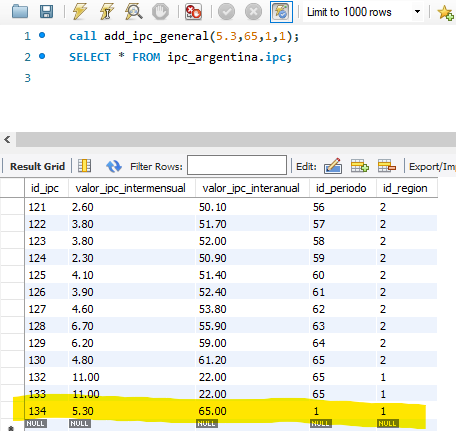 Limit to 1000 rows
1 call add_ipc_general(5.3,65,1,1);
2 SELECT * FROM ipc_argentina.ipc;
3
Result Grid Filter Rows: Edit: Export/Imp
id_ipc valor_ipc_intermensual valor_ipc_interanual id_periodo id_region
121 2.60 50.10 56 2
122 3.80 51.70 57 2
123 3.80 52.00 58 2
124 2.30 50.90 59 2
125 4.10 51.40 60 2
126 3.90 52.40 61 2
127 4.60 53.80 62 2
128 6.70 55.90 63 2
129 6.20 59.00 64 2
130 4.80 61.20 65 2
132 11.00 22.00 65 1
133 11.00 22.00 65 1
134 5.30 65.00 1 1
NULL NULL NULL NULL NULL